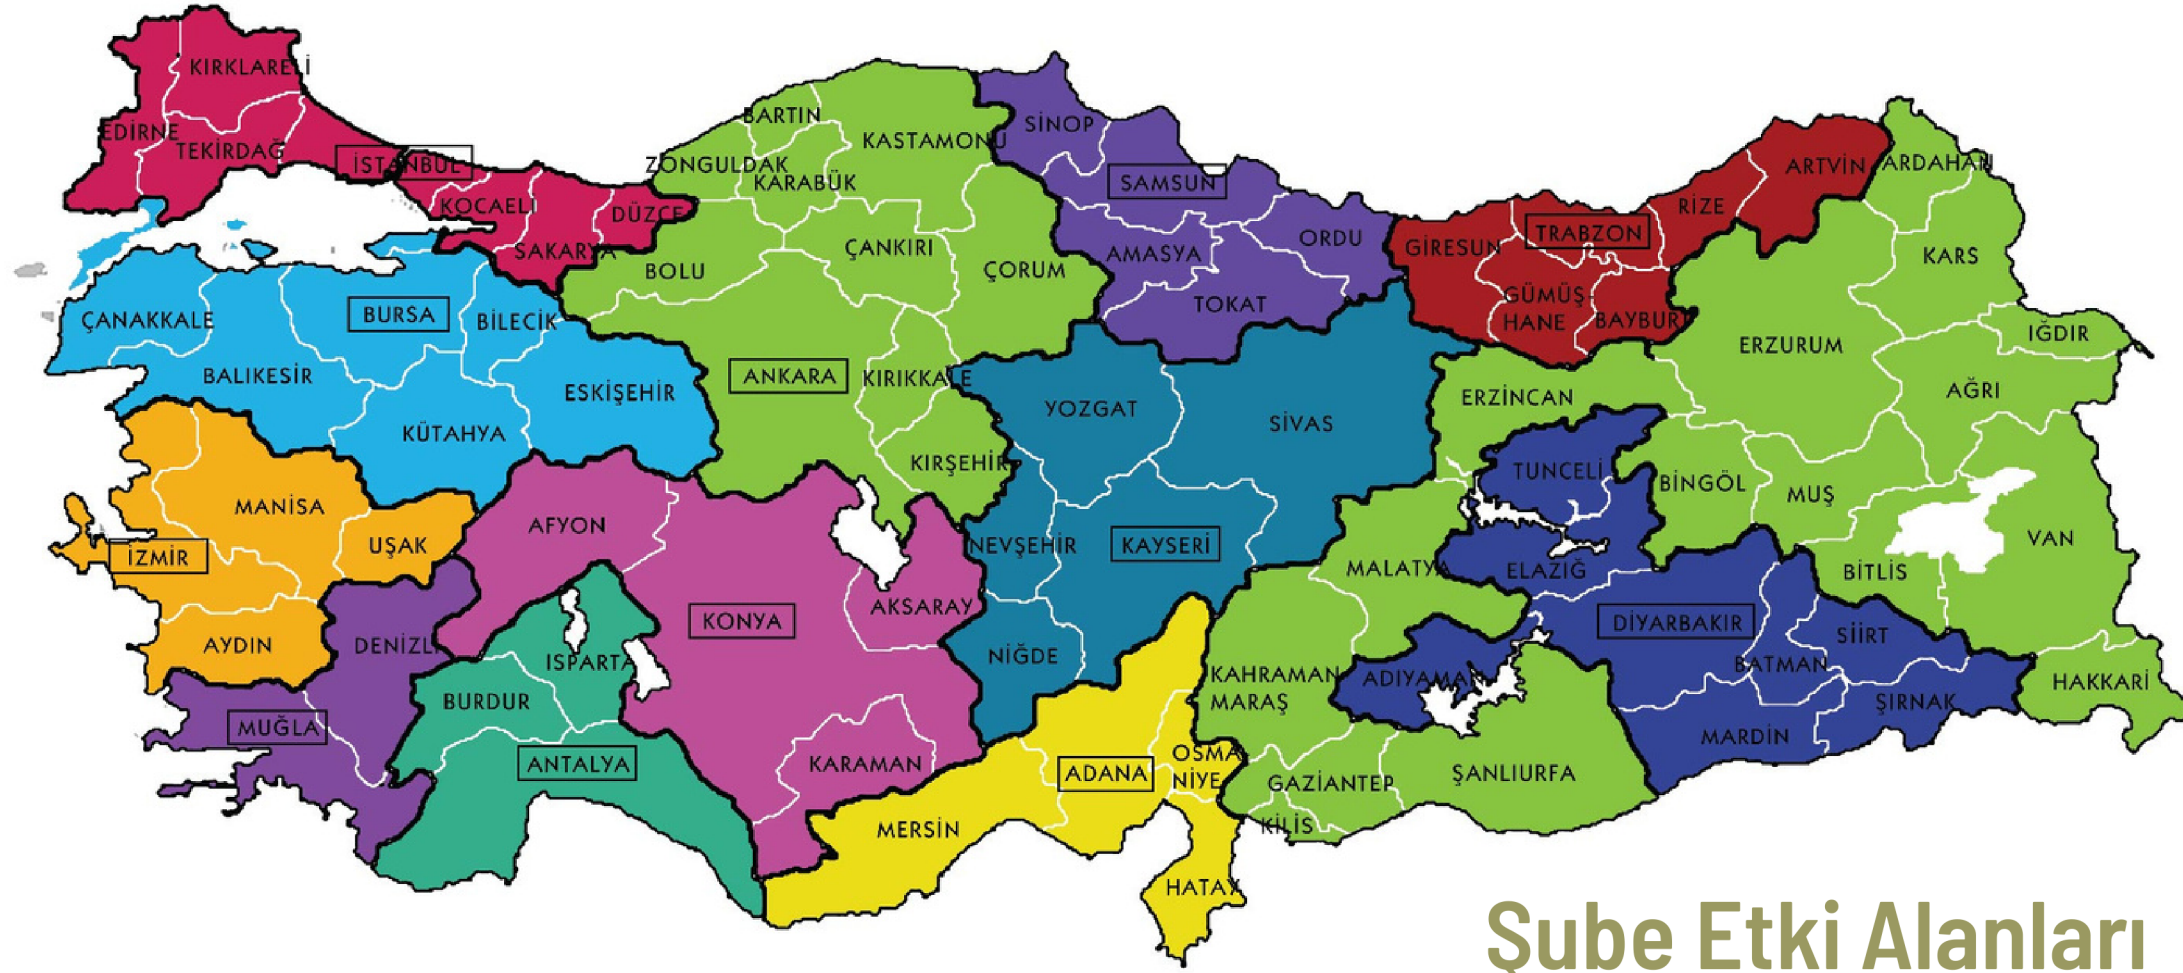 KIRKLARELİ
EDİRNE
TEKİRDAĞ
İSTANBUL
KOCAELİ
SAKARYA
DÜZCE
BARTIN
KASTAMONU
ZONGULDAK
KARABÜK
BOLU
ÇANKIRI
ÇORUM
ANKARA
KIRIKKALE
KIRŞEHİR
SİNOP
SAMSUN
AMASYA
ORDU
TOKAT
GİRESUN
TRABZON
RİZE
ARTVİN
GÜMÜŞ-
HANE
BAYBURT
ARDAHAN
KARS
IĞDIR
ERZURUM
AĞRI
ERZİNCAN
ÇANAKKALE
BURSA
BİLECİK
BALIKESİR
ESKİŞEHİR
KÜTAHYA
YOZGAT
SİVAS
TUNCELİ
BİNGÖL
MUŞ
VAN
BİTLİS
MANİSA
UŞAK
İZMİR
AYDIN
AFYON
NEVŞEHİR
KAYSERİ
MALATYA
ELAZIĞ
DİYARBAKIR
SİİRT
BATMAN
ŞIRNAK
MARDİN
HAKKARİ
KONYA
AKSARAY
NİĞDE
DENİZLİ
ISPARTA
BURDUR
MUĞLA
ANTALYA
KARAMAN
KAHRAMAN
MARAŞ
ADIYAMAN
ADANA
OSMA
NİYE
GAZİANTEP
ŞANLIURFA
KİLİS
MERSİN
HATAY
Şube Etki Alanları